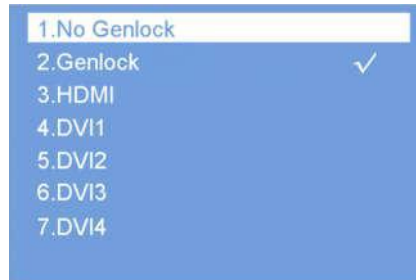 1.No Genlock
2.Genlock √
3.HDMI
4.DVI1
5.DVI2
6.DVI3
7.DVI4